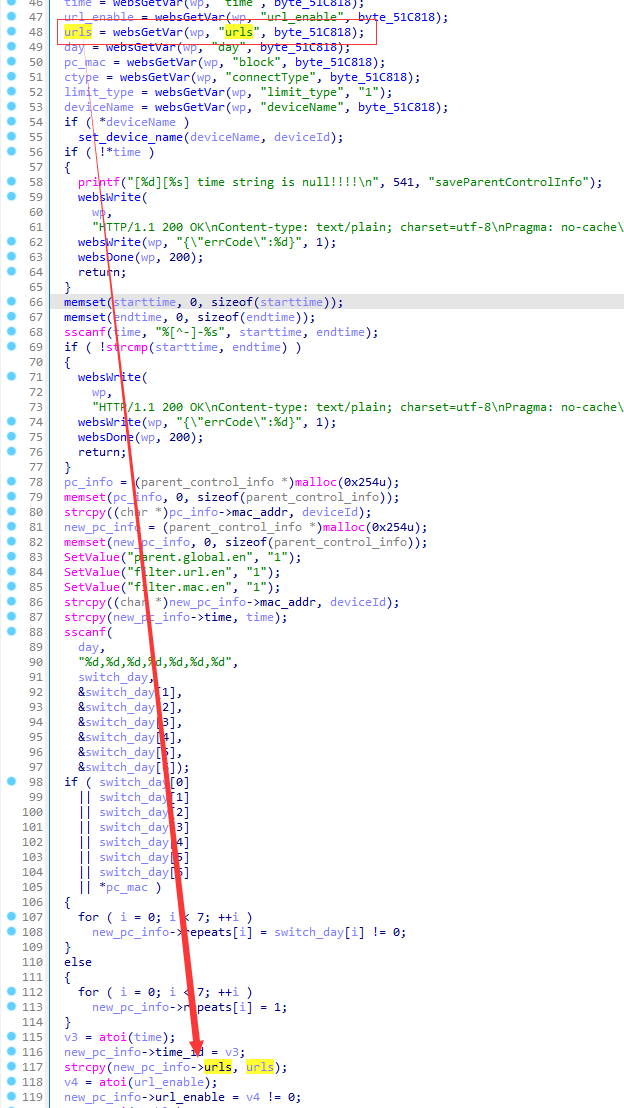 46 time = websGetVar(wp, "time", byte_51C818);
47 url_enable = websGetVar(wp, "url_enable", byte_51C818);
48 urls = websGetVar(wp, "urls", byte_51C818);
49 day = websGetVar(wp, "day", byte_51C818);
50 pc_mac = websGetVar(wp, "block", byte_51C818);
51 ctype = websGetVar(wp, "connectType", byte_51C818);
52 limit_type = websGetVar(wp, "limit_type", "1");
53 deviceName = websGetVar(wp, "deviceName", byte_51C818);
54 if ( *deviceName )
55 set_device_name(deviceName, deviceId);
56 if ( !*time )
57 {
58 printf("[%d][%s] time string is null!!!!\n", 541, "saveParentControlInfo");
59 websWrite(
60 wp,
61 "HTTP/1.1 200 OK\nContent-type: text/plain; charset=utf-8\nPragma: no-cache\
62 websWrite(wp, "{\"errCode\":%d}", 1);
63 websDone(wp, 200);
64 return;
65 }
66 memset(starttime, 0, sizeof(starttime));
67 memset(endtime, 0, sizeof(endtime));
68 sscanf(time, "%[^-]-%s", starttime, endtime);
69 if ( !strcmp(starttime, endtime) )
70 {
71 websWrite(
72 wp,
73 "HTTP/1.1 200 OK\nContent-type: text/plain; charset=utf-8\nPragma: no-cache\
74 websWrite(wp, "{\"errCode\":%d}", 1);
75 websDone(wp, 200);
76 return;
77 }
78 pc_info = (parent_control_info *)malloc(0x254u);
79 memset(pc_info, 0, sizeof(parent_control_info));
80 strcpy((char *)pc_info->mac_addr, deviceId);
81 new_pc_info = (parent_control_info *)malloc(0x254u);
82 memset(new_pc_info, 0, sizeof(parent_control_info));
83 SetValue("parent.global.en", "1");
84 SetValue("filter.url.en", "1");
85 SetValue("filter.mac.en", "1");
86 strcpy((char *)new_pc_info->mac_addr, deviceId);
87 strcpy(new_pc_info->time, time);
88 sscanf(
89 day,
90 "%d,%d,%d,%d,%d,%d,%d",
91 switch_day,
92 &switch_day[1],
93 &switch_day[2],
94 &switch_day[3],
95 &switch_day[4],
96 &switch_day[5],
97 &switch_day[6]);
98 if ( switch_day[0]
99 || switch_day[1]
100 || switch_day[2]
101 || switch_day[3]
102 || switch_day[4]
103 || switch_day[5]
104 || switch_day[6]
105 || *pc_mac )
106 {
107 for ( i = 0; i < 7; ++i )
108 new_pc_info->repeats[i] = switch_day[i] != 0;
109 }
110 else
111 {
112 for ( i = 0; i < 7; ++i )
113 new_pc_info->repeats[i] = 1;
114 }
115 v3 = atoi(time);
116 new_pc_info->time_id = v3;
117 strcpy(new_pc_info->urls, urls);
118 v4 = atoi(url_enable);
119 new_pc_info->url_enable = v4 != 0;